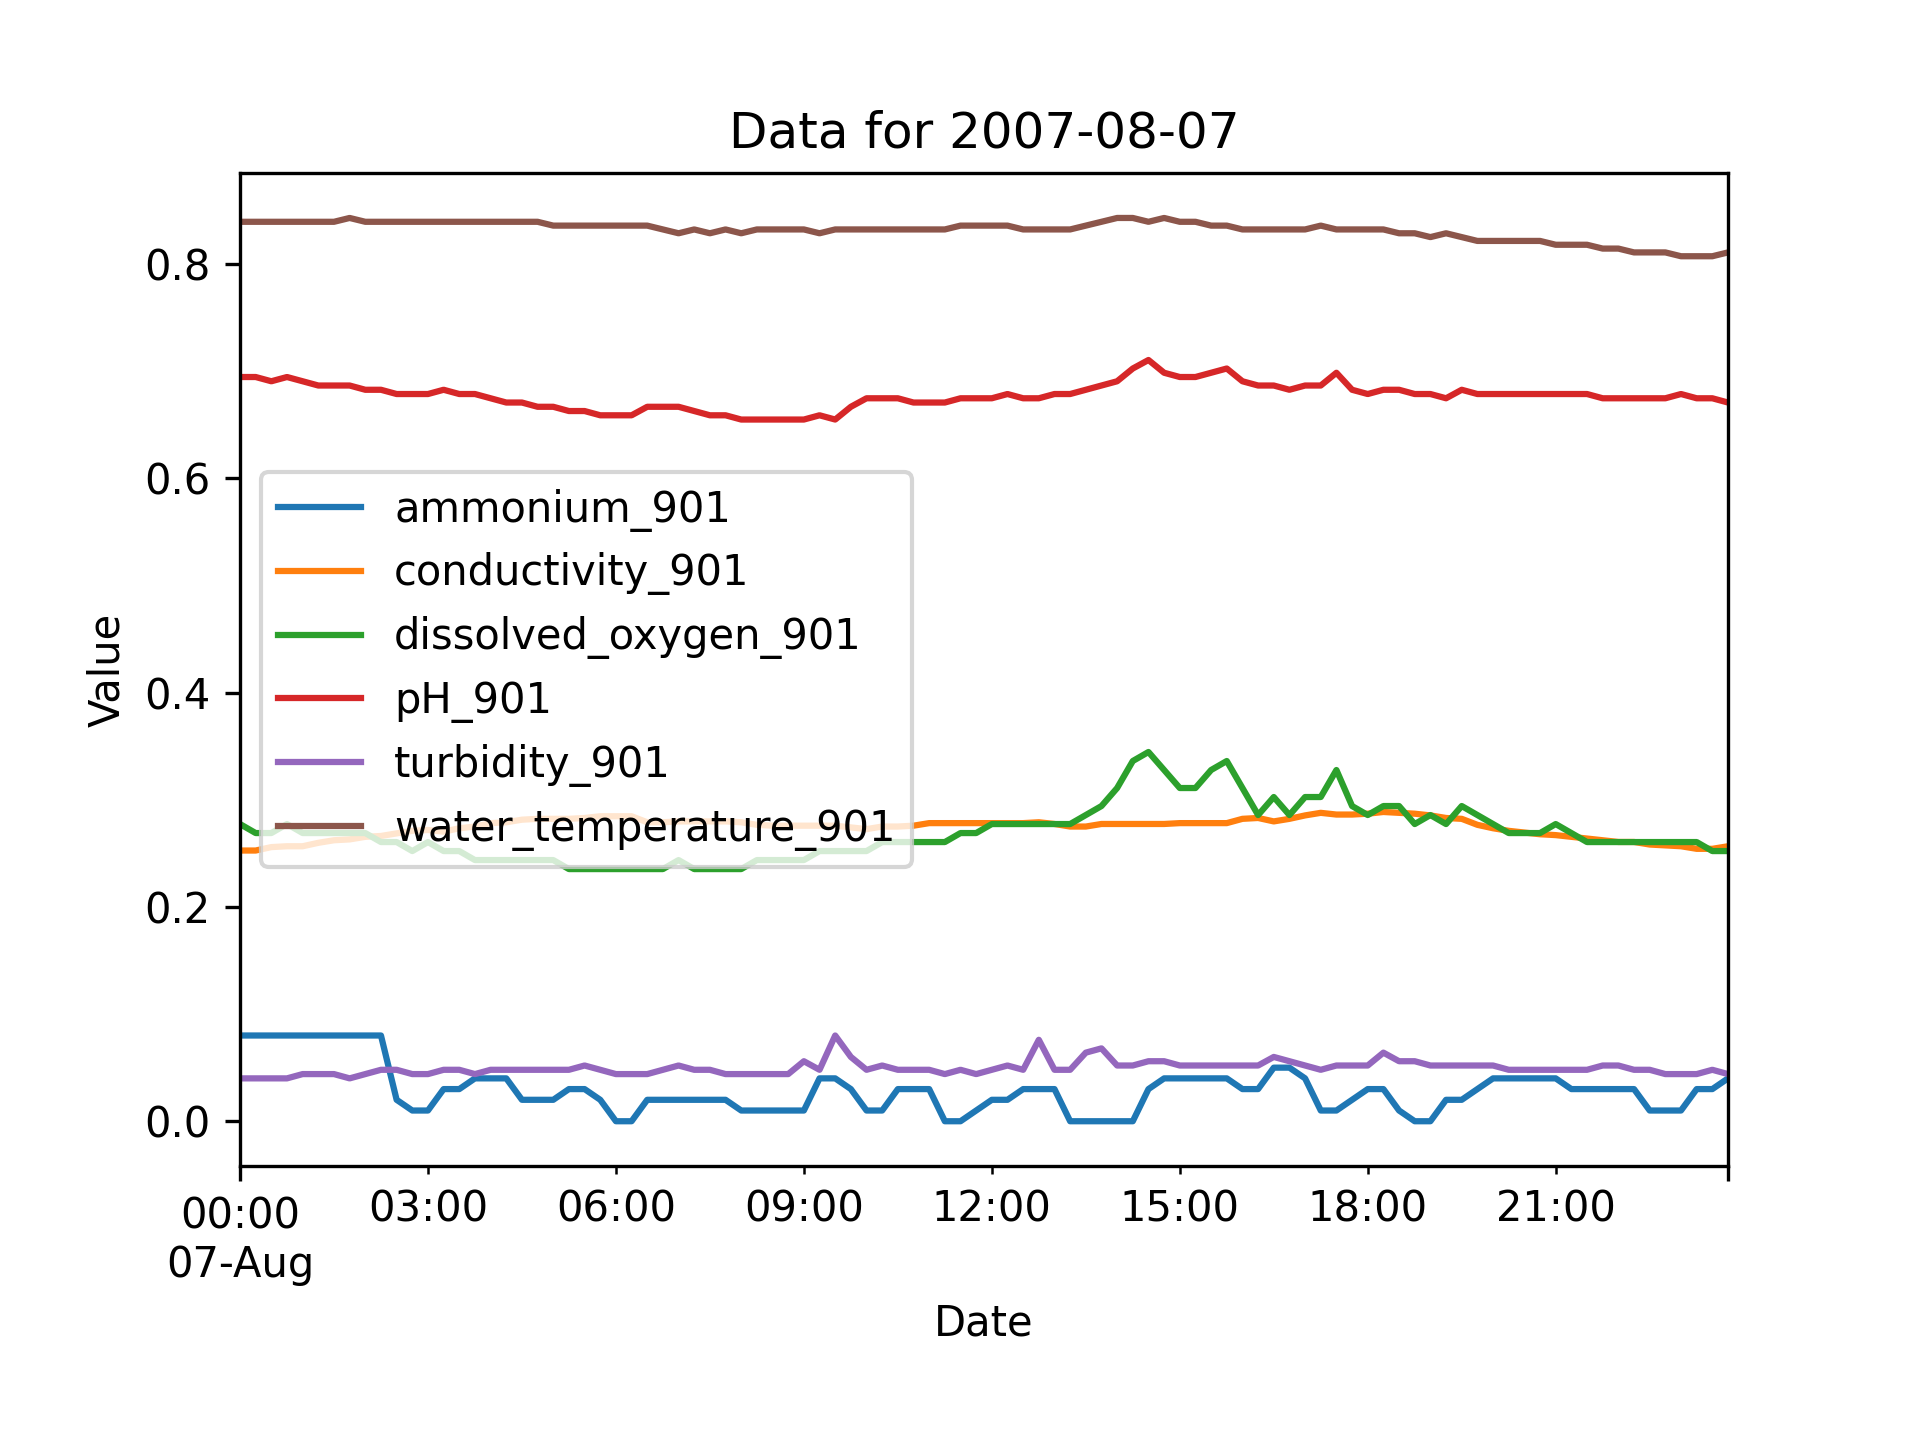 Data for 2007-08-07
0.8
0.6
0.4
0.2
0.0
Value
ammonium_901
conductivity_901
dissolved_oxygen_901
pH_901
turbidity_901
water_temperature_901
00:00 03:00 06:00 09:00 12:00 15:00 18:00 21:00
07-Aug
Date